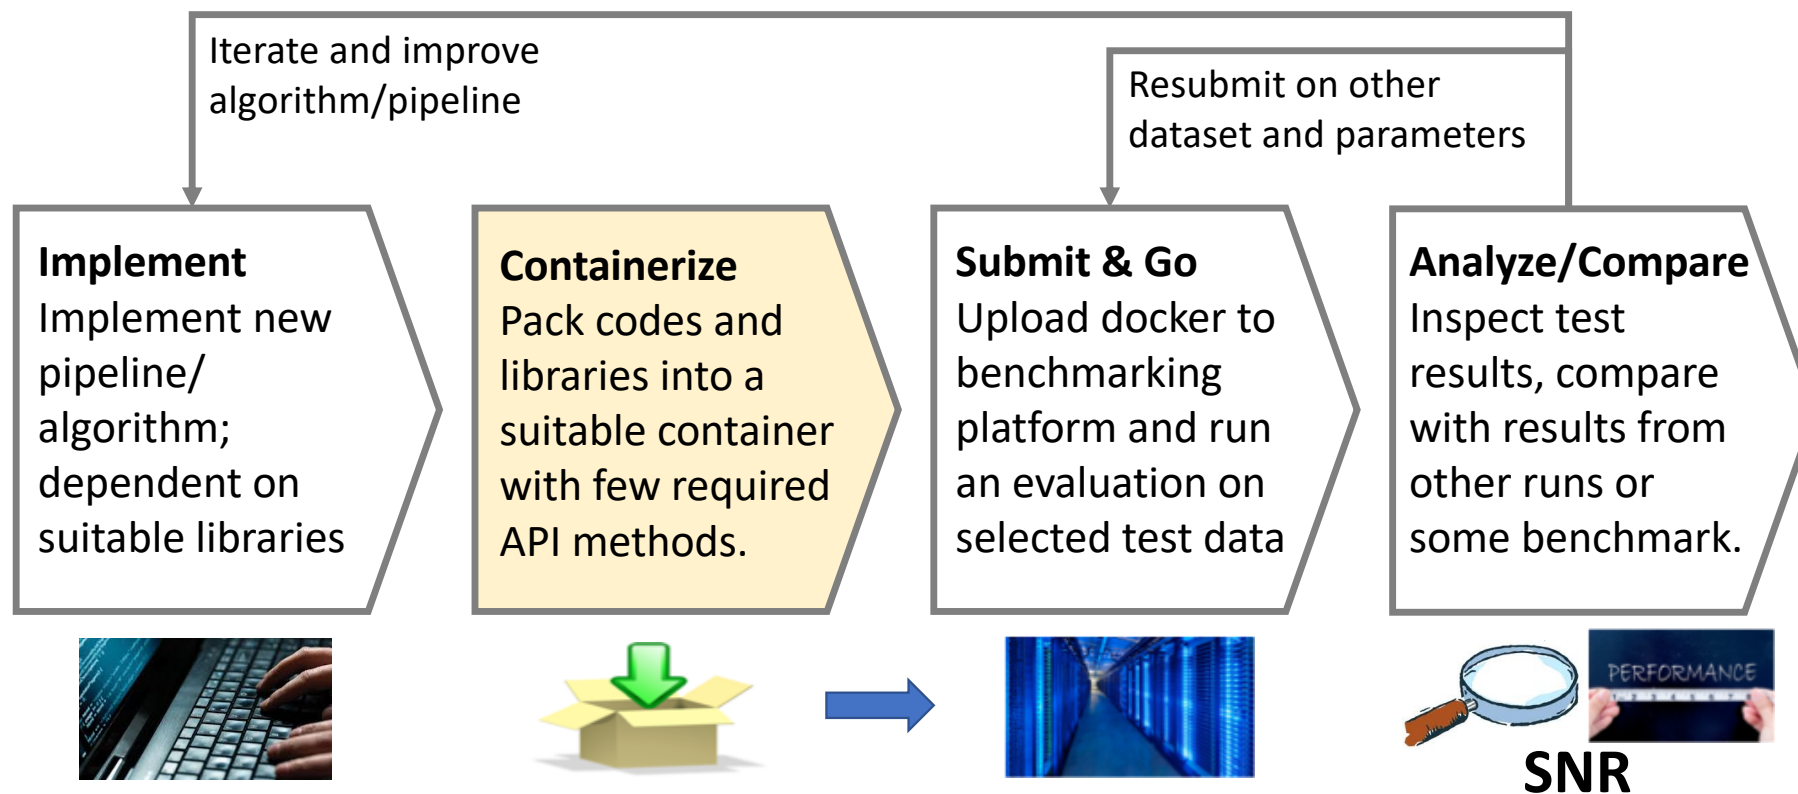 Iterate and improve
algorithm/pipeline
Resubmit on other
dataset and parameters
Implement
Implement new
pipeline/
algorithm;
dependent on
suitable libraries
Containerize
Pack codes and
libraries into a
suitable container
with few required
API methods.
Submit & Go
Upload docker to
benchmarking
platform and run
an evaluation on
selected test data
Analyze/Compare
Inspect test
results, compare
with results from
other runs or
some benchmark.
PERFORMANCE
SNR